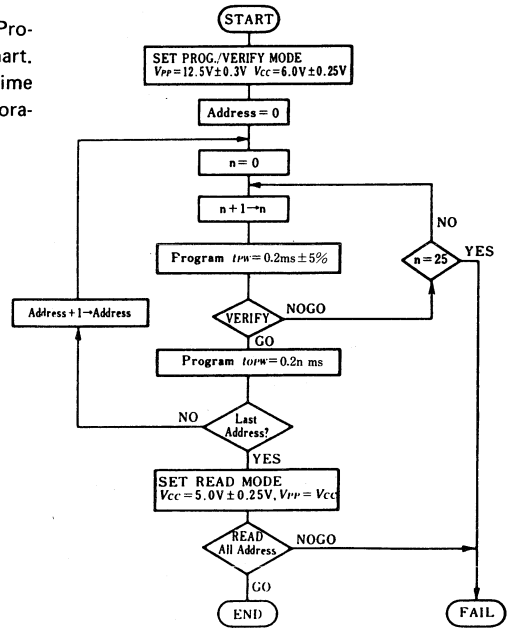 Pro-
hart.
ime
ora-
START
SET PROG./VERIFY MODE
VPP=12.5V±0.3V VCC=6.0V±0.25V
Address=0
n=0
n+1→n
Program tPW=0.2ms±5%
VERIFY
NOGO
GO
n=25
NO
YES
Address+1→Address
Program tOPW=0.2n ms
Last
Address?
NO
YES
SET READ MODE
VCC=5.0V±0.25V, VPP=VCC
READ
All Address
NOGO
GO
END
FAIL